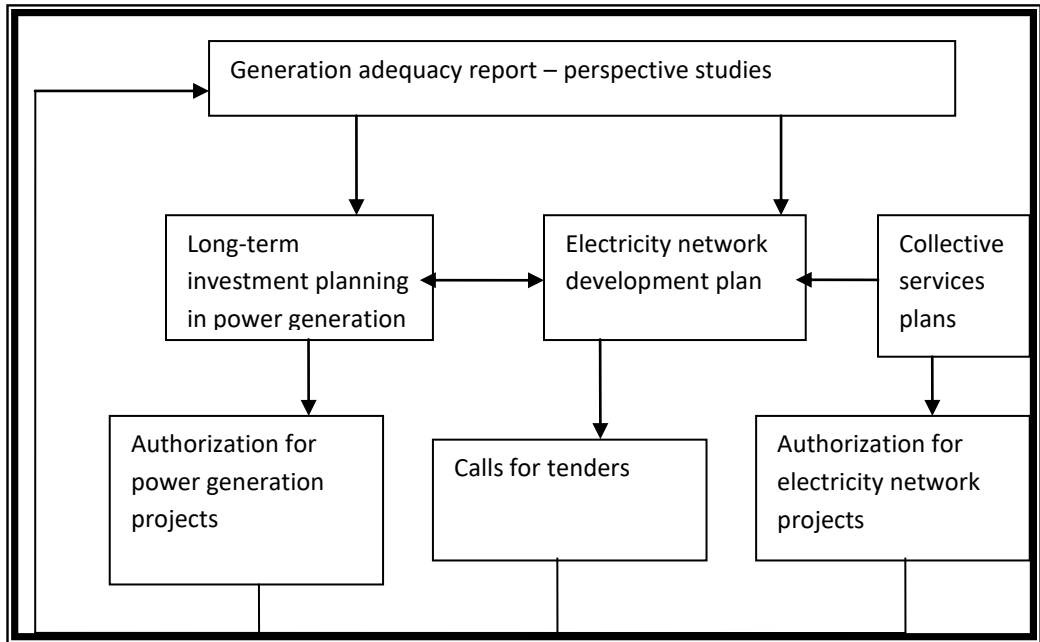 Generation adequacy report – perspective studies
Long-term
investment planning
in power generation
Electricity network
development plan
Collective
services
plans
Authorization for
power generation
projects
Calls for tenders
Authorization for
electricity network
projects